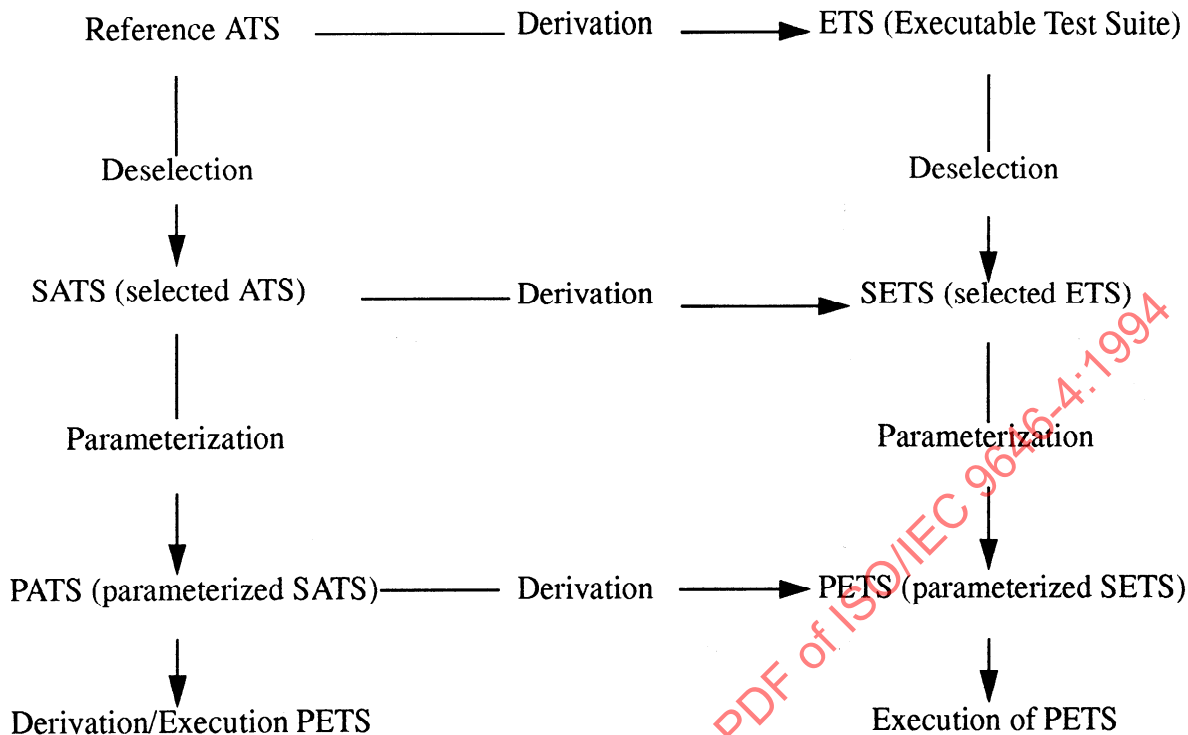 Reference ATS Derivation ETS (Executable Test Suite)
Deselection Deselection
SATS (selected ATS) Derivation SETS (selected ETS)
Parameterization Parameterization
PATS (parameterized SATS) Derivation PETS (parameterized SETS)
Derivation/Execution PETS Execution of PETS
PDF of ISO/IEC 9646-4:1994